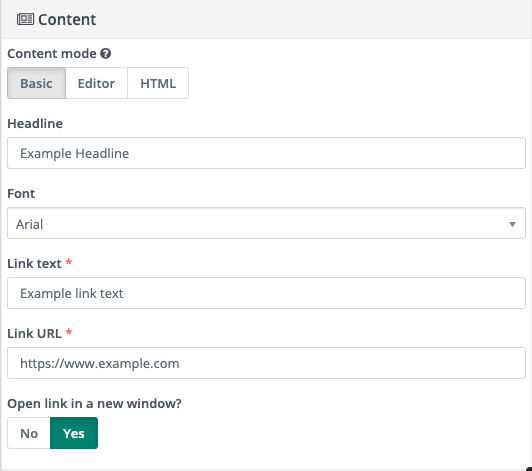 Content
Content mode
Basic Editor HTML
Headline
Example Headline
Font
Arial
Link text *
Example link text
Link URL *
https://www.example.com
Open link in a new window?
No Yes